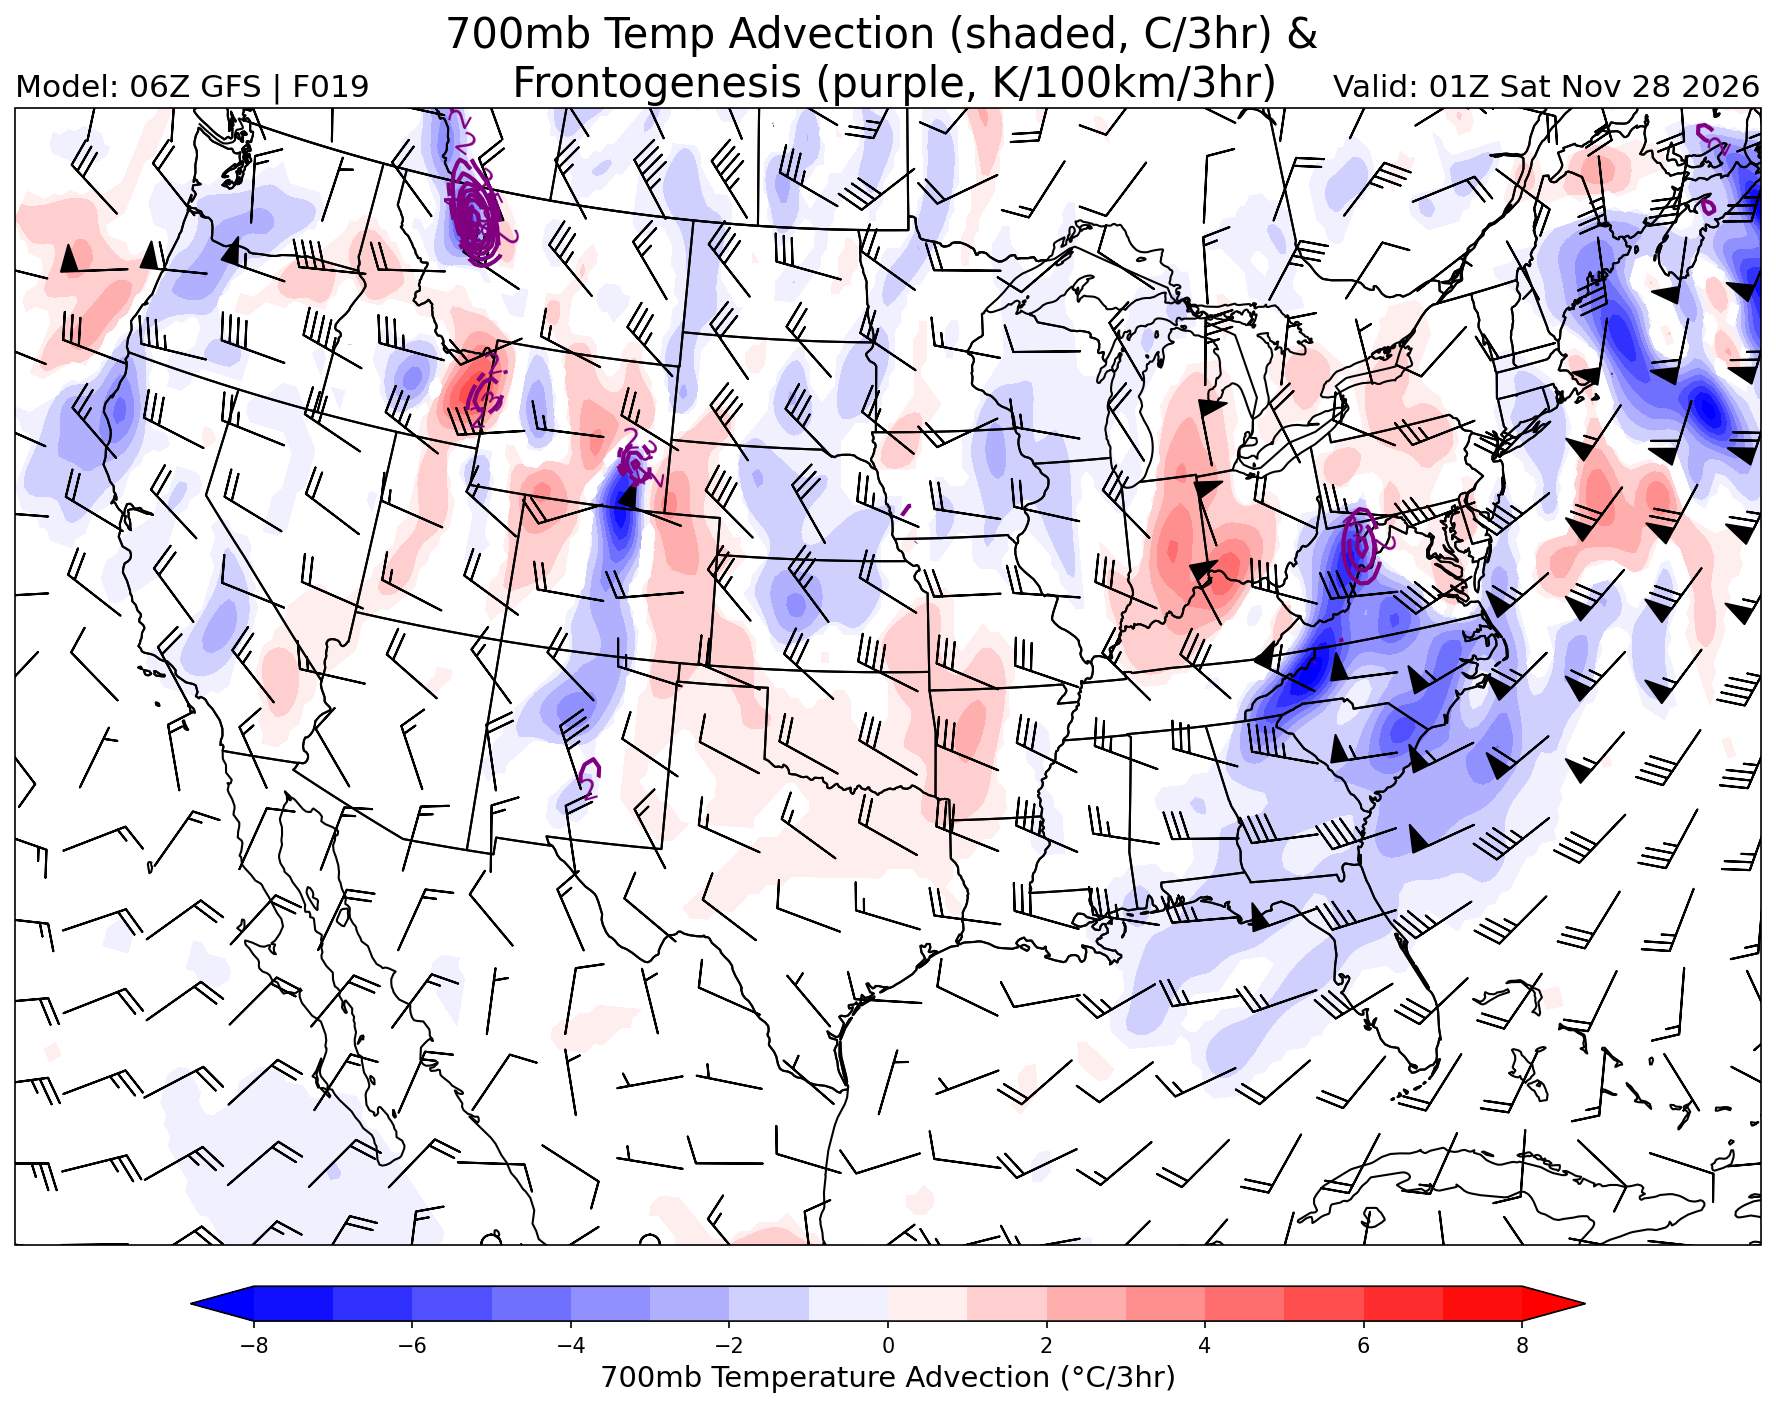 700mb Temp Advection (shaded, C/3hr) &
Model: 06Z GFS | F019
Frontogenesis (purple, K/100km/3hr)
Valid: 01Z Sat Nov 28 2026
−8 −6 −4 −2 0 2 4 6 8
700mb Temperature Advection (°C/3hr)